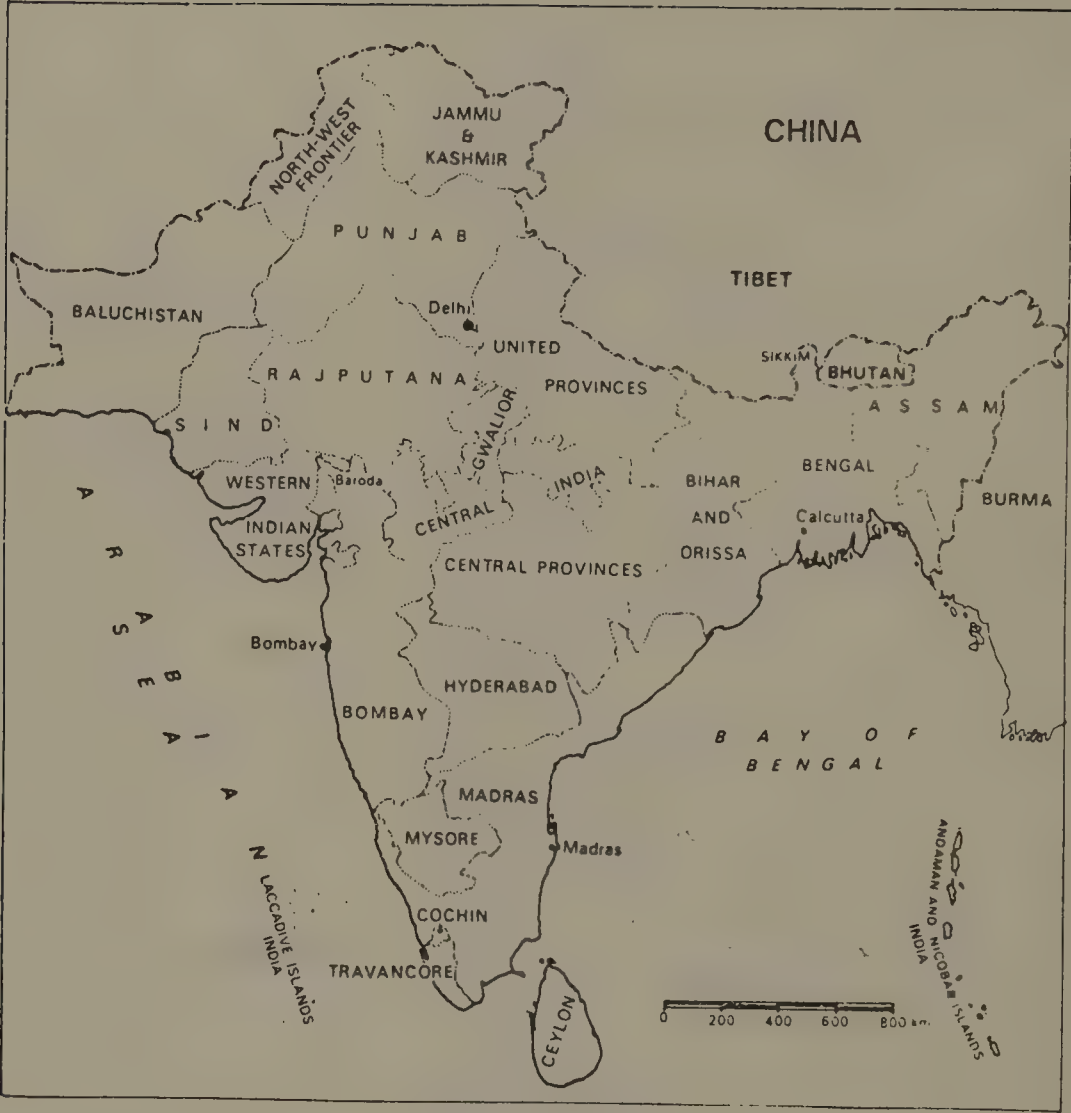 CHINA
JAMMU
&
KASHMIR
NORTH-WEST
FRONTIER
PUNJAB
TIBET
BALUCHISTAN
Delhi
UNITED
PROVINCES
SIKKIM
BHUTAN
RAJPUTANA
ASSAM
SIND
GWALIOR
WESTERN
INDIAN
STATES
Baroda
CENTRAL
INDIA
BIHAR
AND
ORISSA
BENGAL
BURMA
Calcutta
CENTRAL PROVINCES
ARABIAN
SEA
Bombay
HYDERABAD
BOMBAY
BAY OF
BENGAL
MADRAS
MYSORE
Madras
COCHIN
TRAVANCORE
LACCADIVE ISLANDS
INDIA
ANDAMAN AND NICOBAR ISLANDS
INDIA
CEYLON
0 200 400 600 800 km